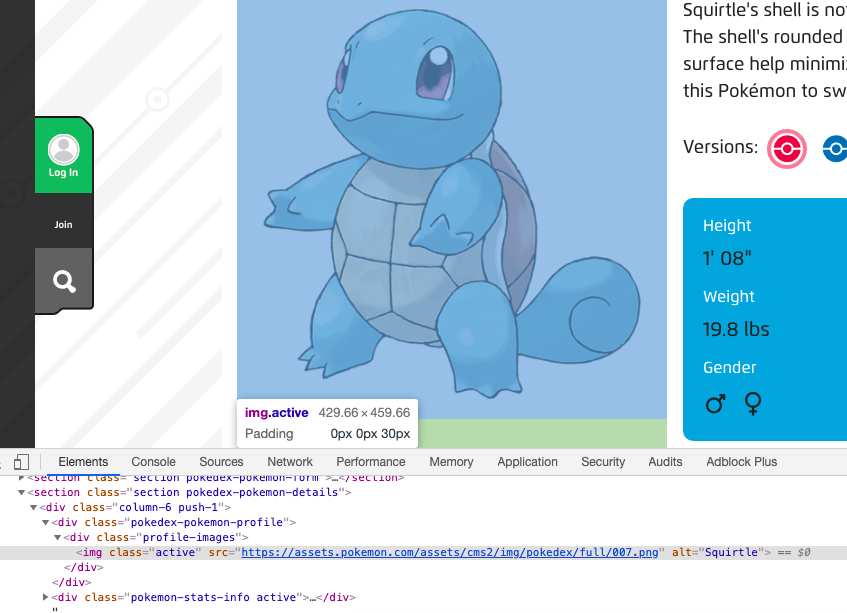 Squirtle's shell is no
The shell's rounded
surface help minimi
this Pokémon to sw
Log In
Join
Versions:
Height
1' 08"
Weight
19.8 lbs
Gender
img.active 429.66 × 459.66
Padding 0px 0px 30px
Elements Console Sources Network Performance Memory Application Security Audits Adblock Plus
<section class="section pokedex-pokemon-form">…</section>
<section class="section pokedex-pokemon-details">
<div class="column-6 push-1">
<div class="pokedex-pokemon-profile">
<div class="profile-images">
<img class="active" src="https://assets.pokemon.com/assets/cms2/img/pokedex/full/007.png" alt="Squirtle"> == $0
</div>
</div>
<div class="pokemon-stats-info active">…</div>
"